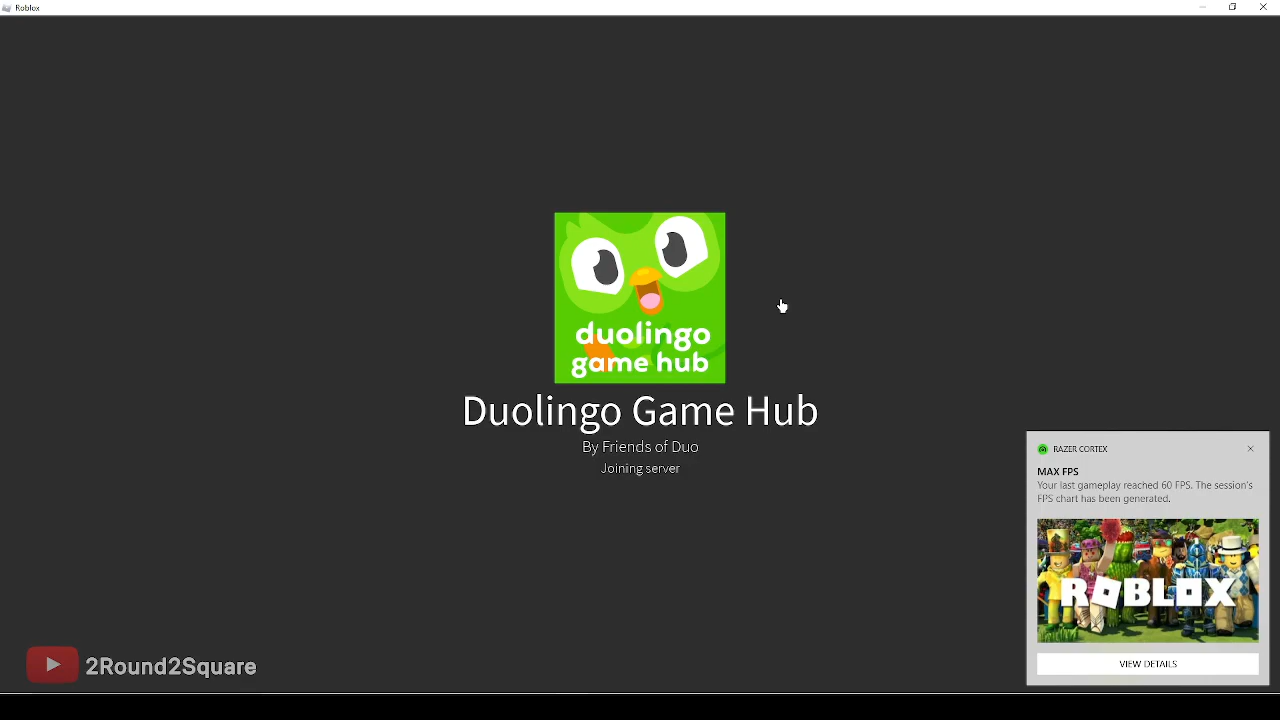 Roblox
duolingo
game hub
Duolingo Game Hub
By Friends of Duo
Joining server
RAZER CORTEX
MAX FPS
Your last gameplay reached 60 FPS. The session's
FPS chart has been generated.
ROBLOX
VIEW DETAILS
2Round2Square